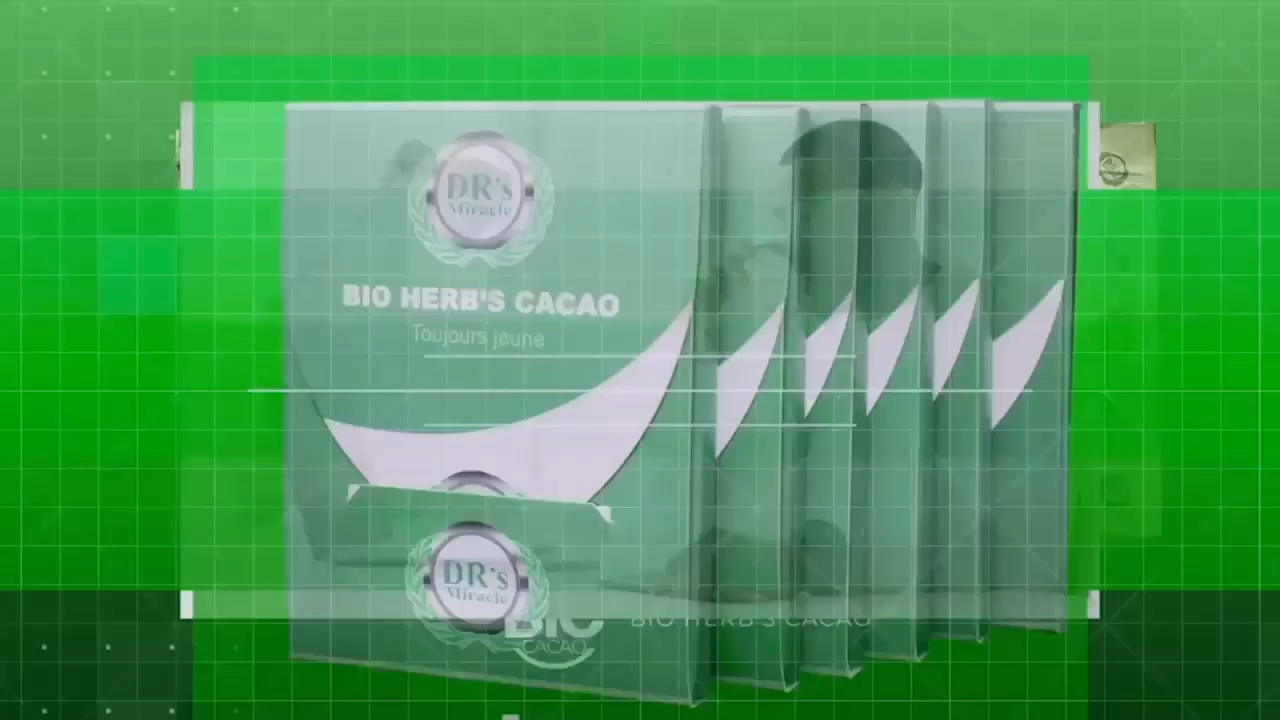 DR's
Miracle
BIO HERB'S CACAO
Toujours jeune
DR's
Miracle
BIO
CACAO
BIO HERB'S CACAO